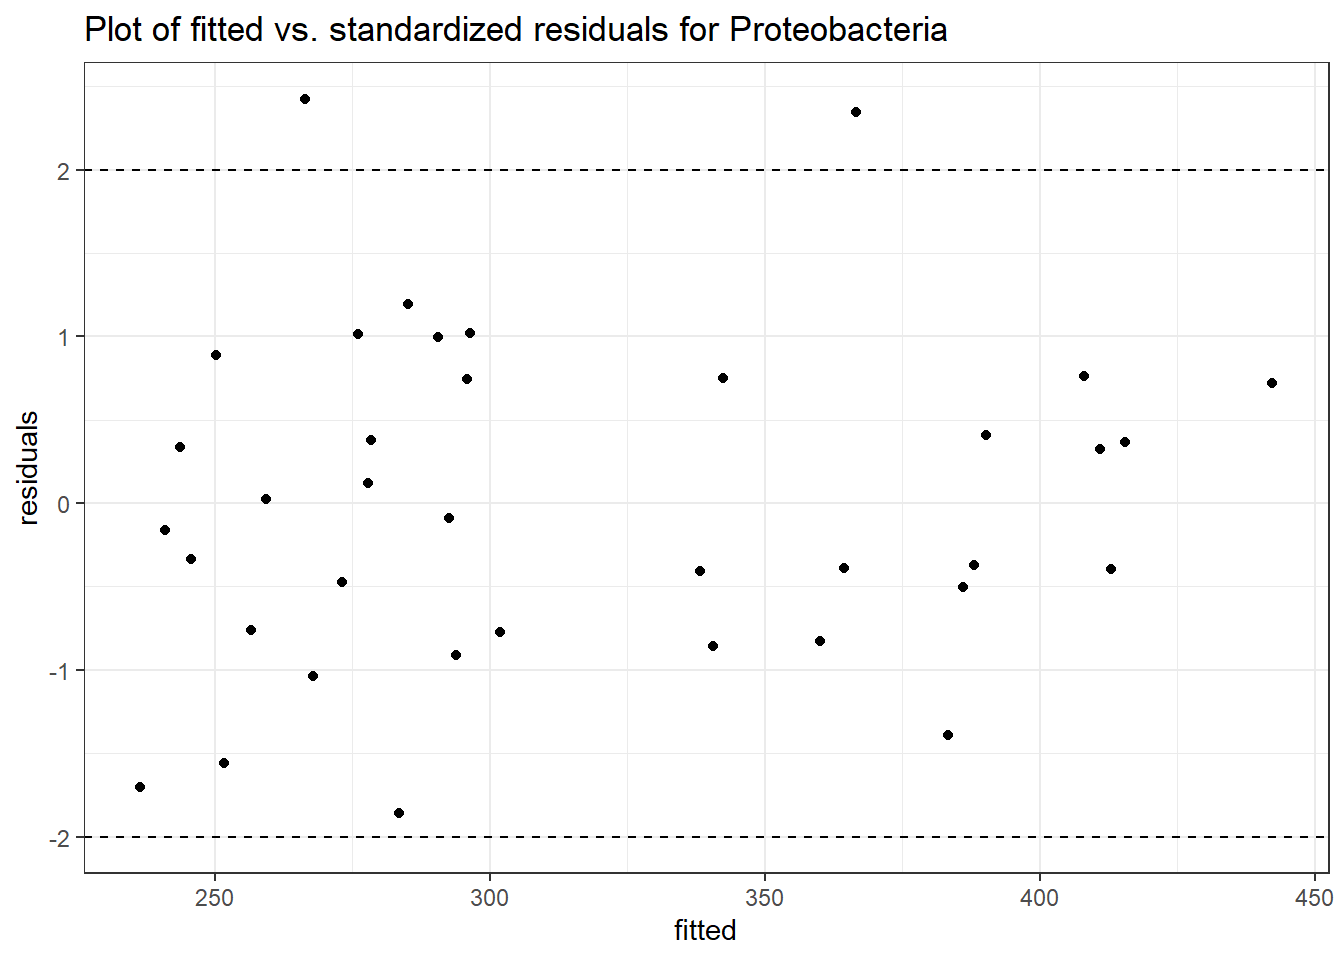 Plot of fitted vs. standardized residuals for Proteobacteria
2
1
0
-1
-2
residuals
250 300 350 400 450
fitted